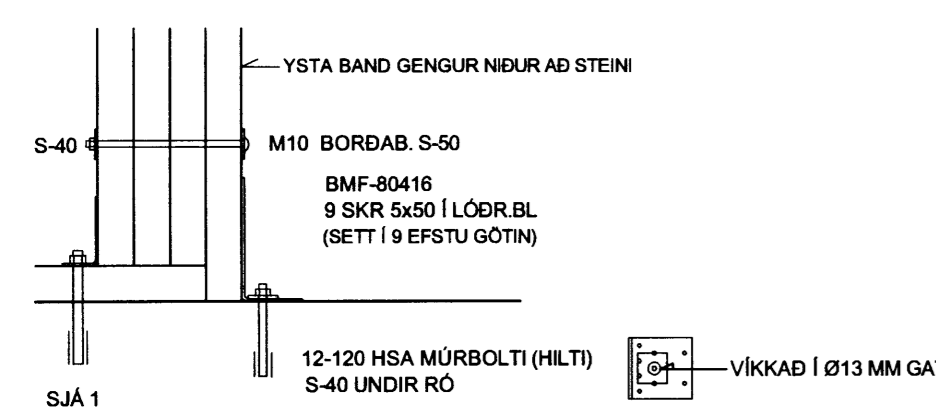 YSTA BAND GENGUR NIÐUR AÐ STEINI
S-40
M10 BORÐAB. S-50
BMF-80416
9 SKR 5x50 Í LÓÐR.BL
(SETT Í 9 EFSTU GÖTIN)
12-120 HSA MÚRBOLTI (HILTI)
S-40 UNDIR RÓ
VÍKKAÐ Í Ø13 MM GAT
SJÁ 1